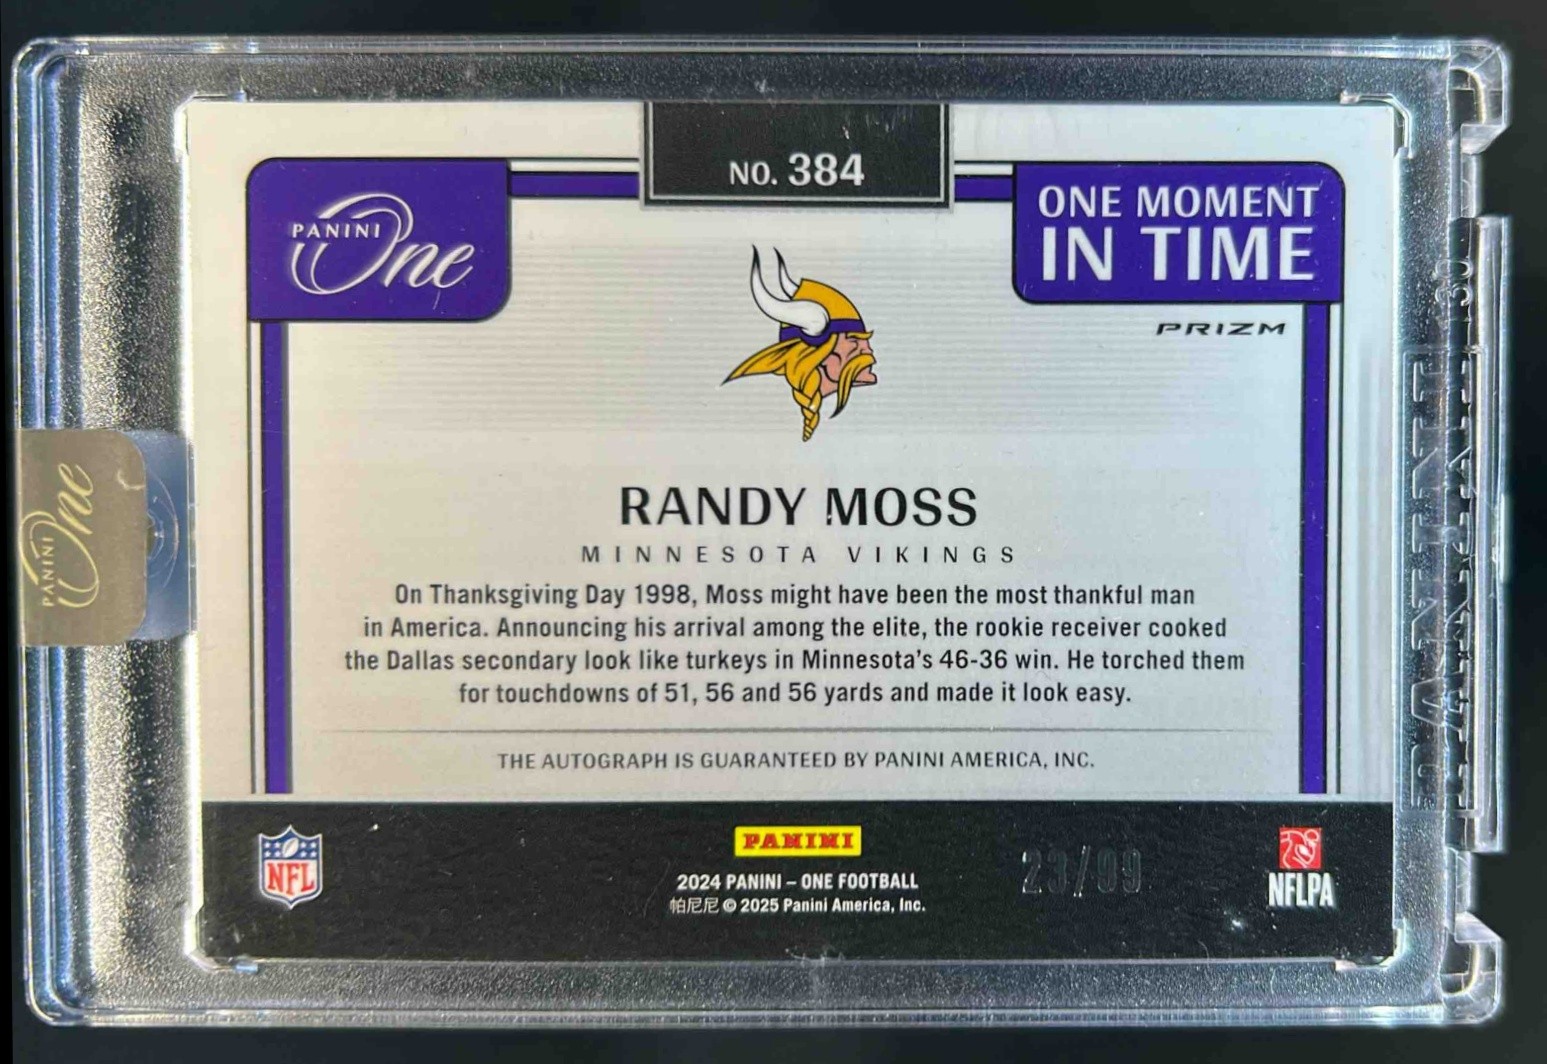 NO. 384
PANINI One
ONE MOMENT
IN TIME
PRIZM
RANDY MOSS
MINNESOTA VIKINGS
On Thanksgiving Day 1998, Moss might have been the most thankful man
in America. Announcing his arrival among the elite, the rookie receiver cooked
the Dallas secondary look like turkeys in Minnesota's 46-36 win. He torched them
for touchdowns of 51, 56 and 56 yards and made it look easy.
THE AUTOGRAPH IS GUARANTEED BY PANINI AMERICA, INC.
NFL
PANINI
2024 PANINI – ONE FOOTBALL
帕尼尼 © 2025 Panini America, Inc.
23/99
NFLPA
PANINI One
PANINI
130